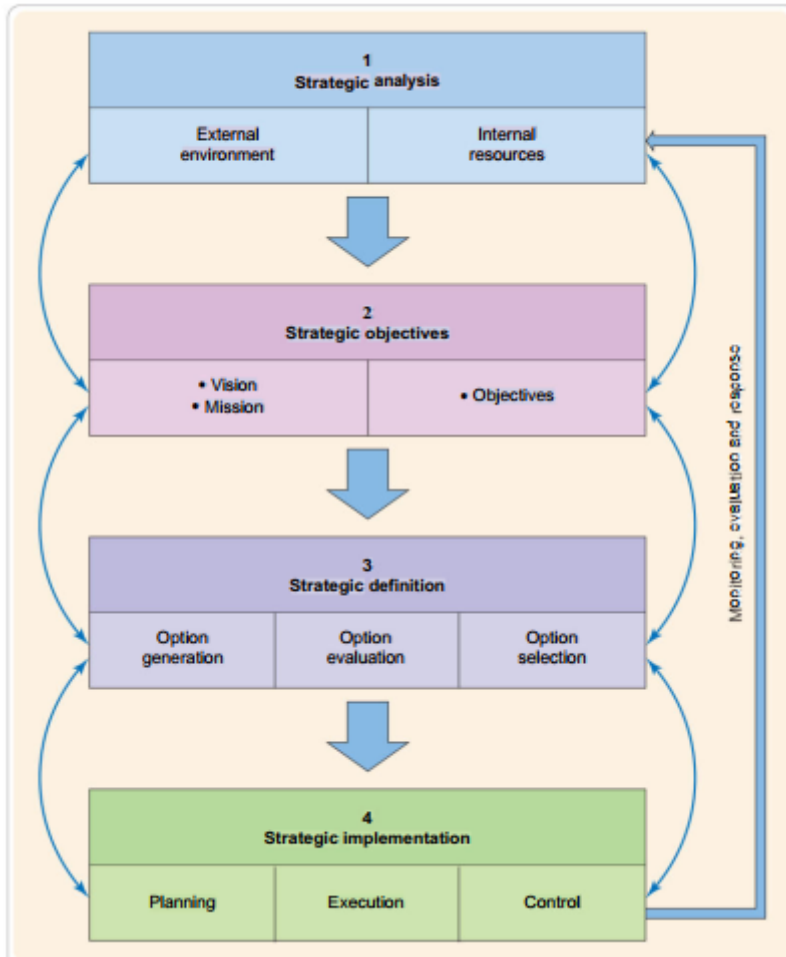 1
Strategic analysis
External
environment
Internal
resources
2
Strategic objectives
• Vision
• Mission
• Objectives
3
Strategic definition
Option
generation
Option
evaluation
Option
selection
4
Strategic implementation
Planning
Execution
Control
Monitoring, evaluation and response